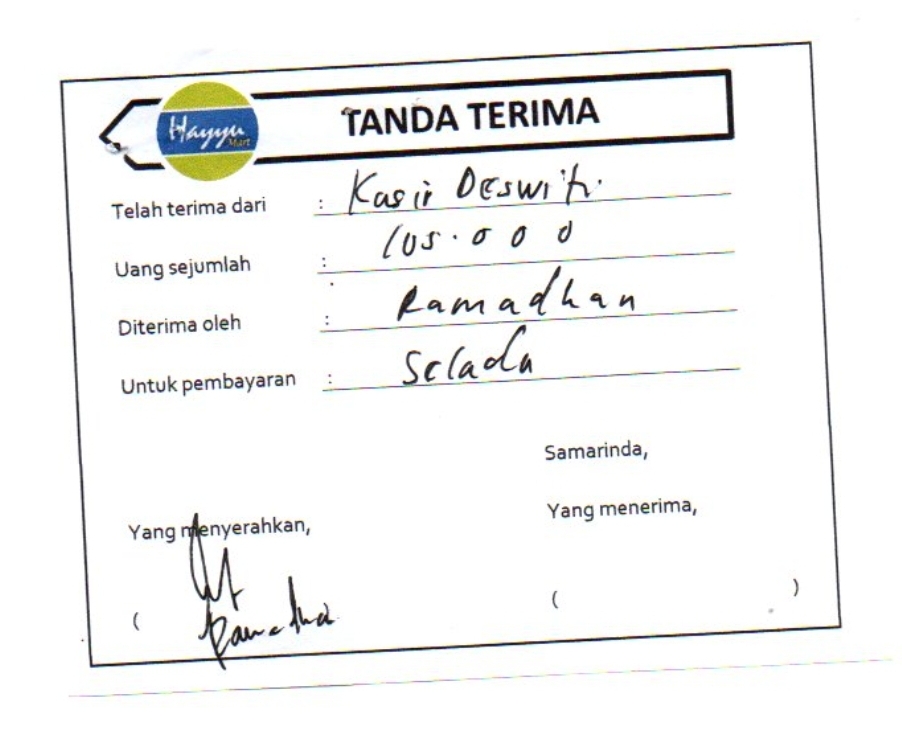 Hayyu
Mart
TANDA TERIMA
Telah terima dari : Kasir Deswita
Uang sejumlah : 105.000
Diterima oleh : Ramadhan
Untuk pembayaran : Selada
Samarinda,
Yang menyerahkan, Yang menerima,
( ( )